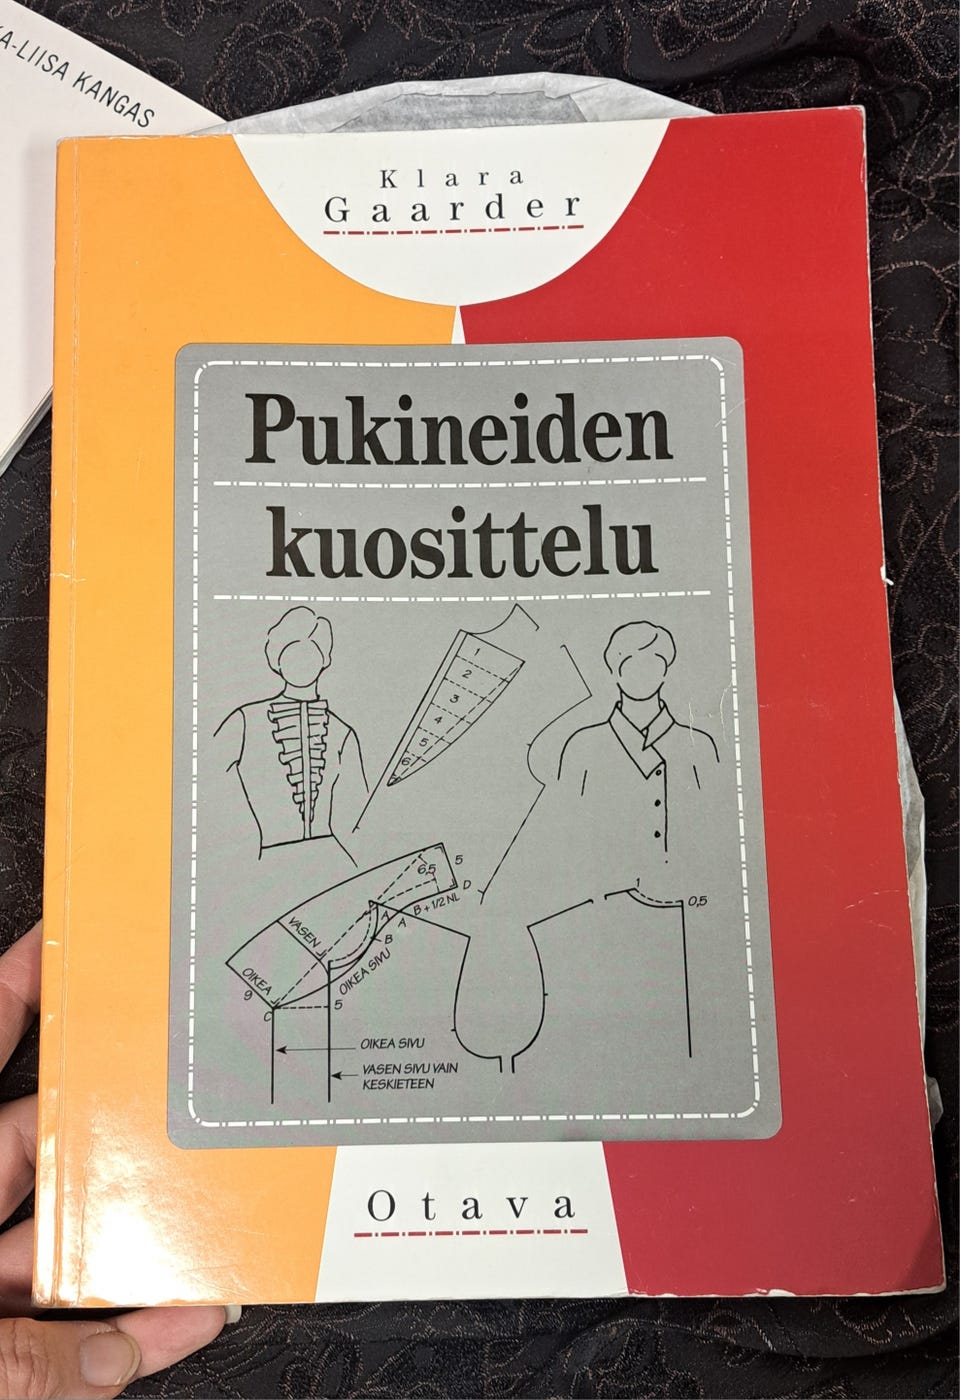 A-LIISA KANGAS
Klara
Gaarder
Pukineiden
kuosittelu
1
2
3
4
5
6
7
6,5
5
D
B + 1/2 NL
A
A
B
VASEN
OIKEA
9
C
OIKEA SIVU
5
1
0,5
OIKEA SIVU
VASEN SIVU VAIN
KESKIETEEN
Otava